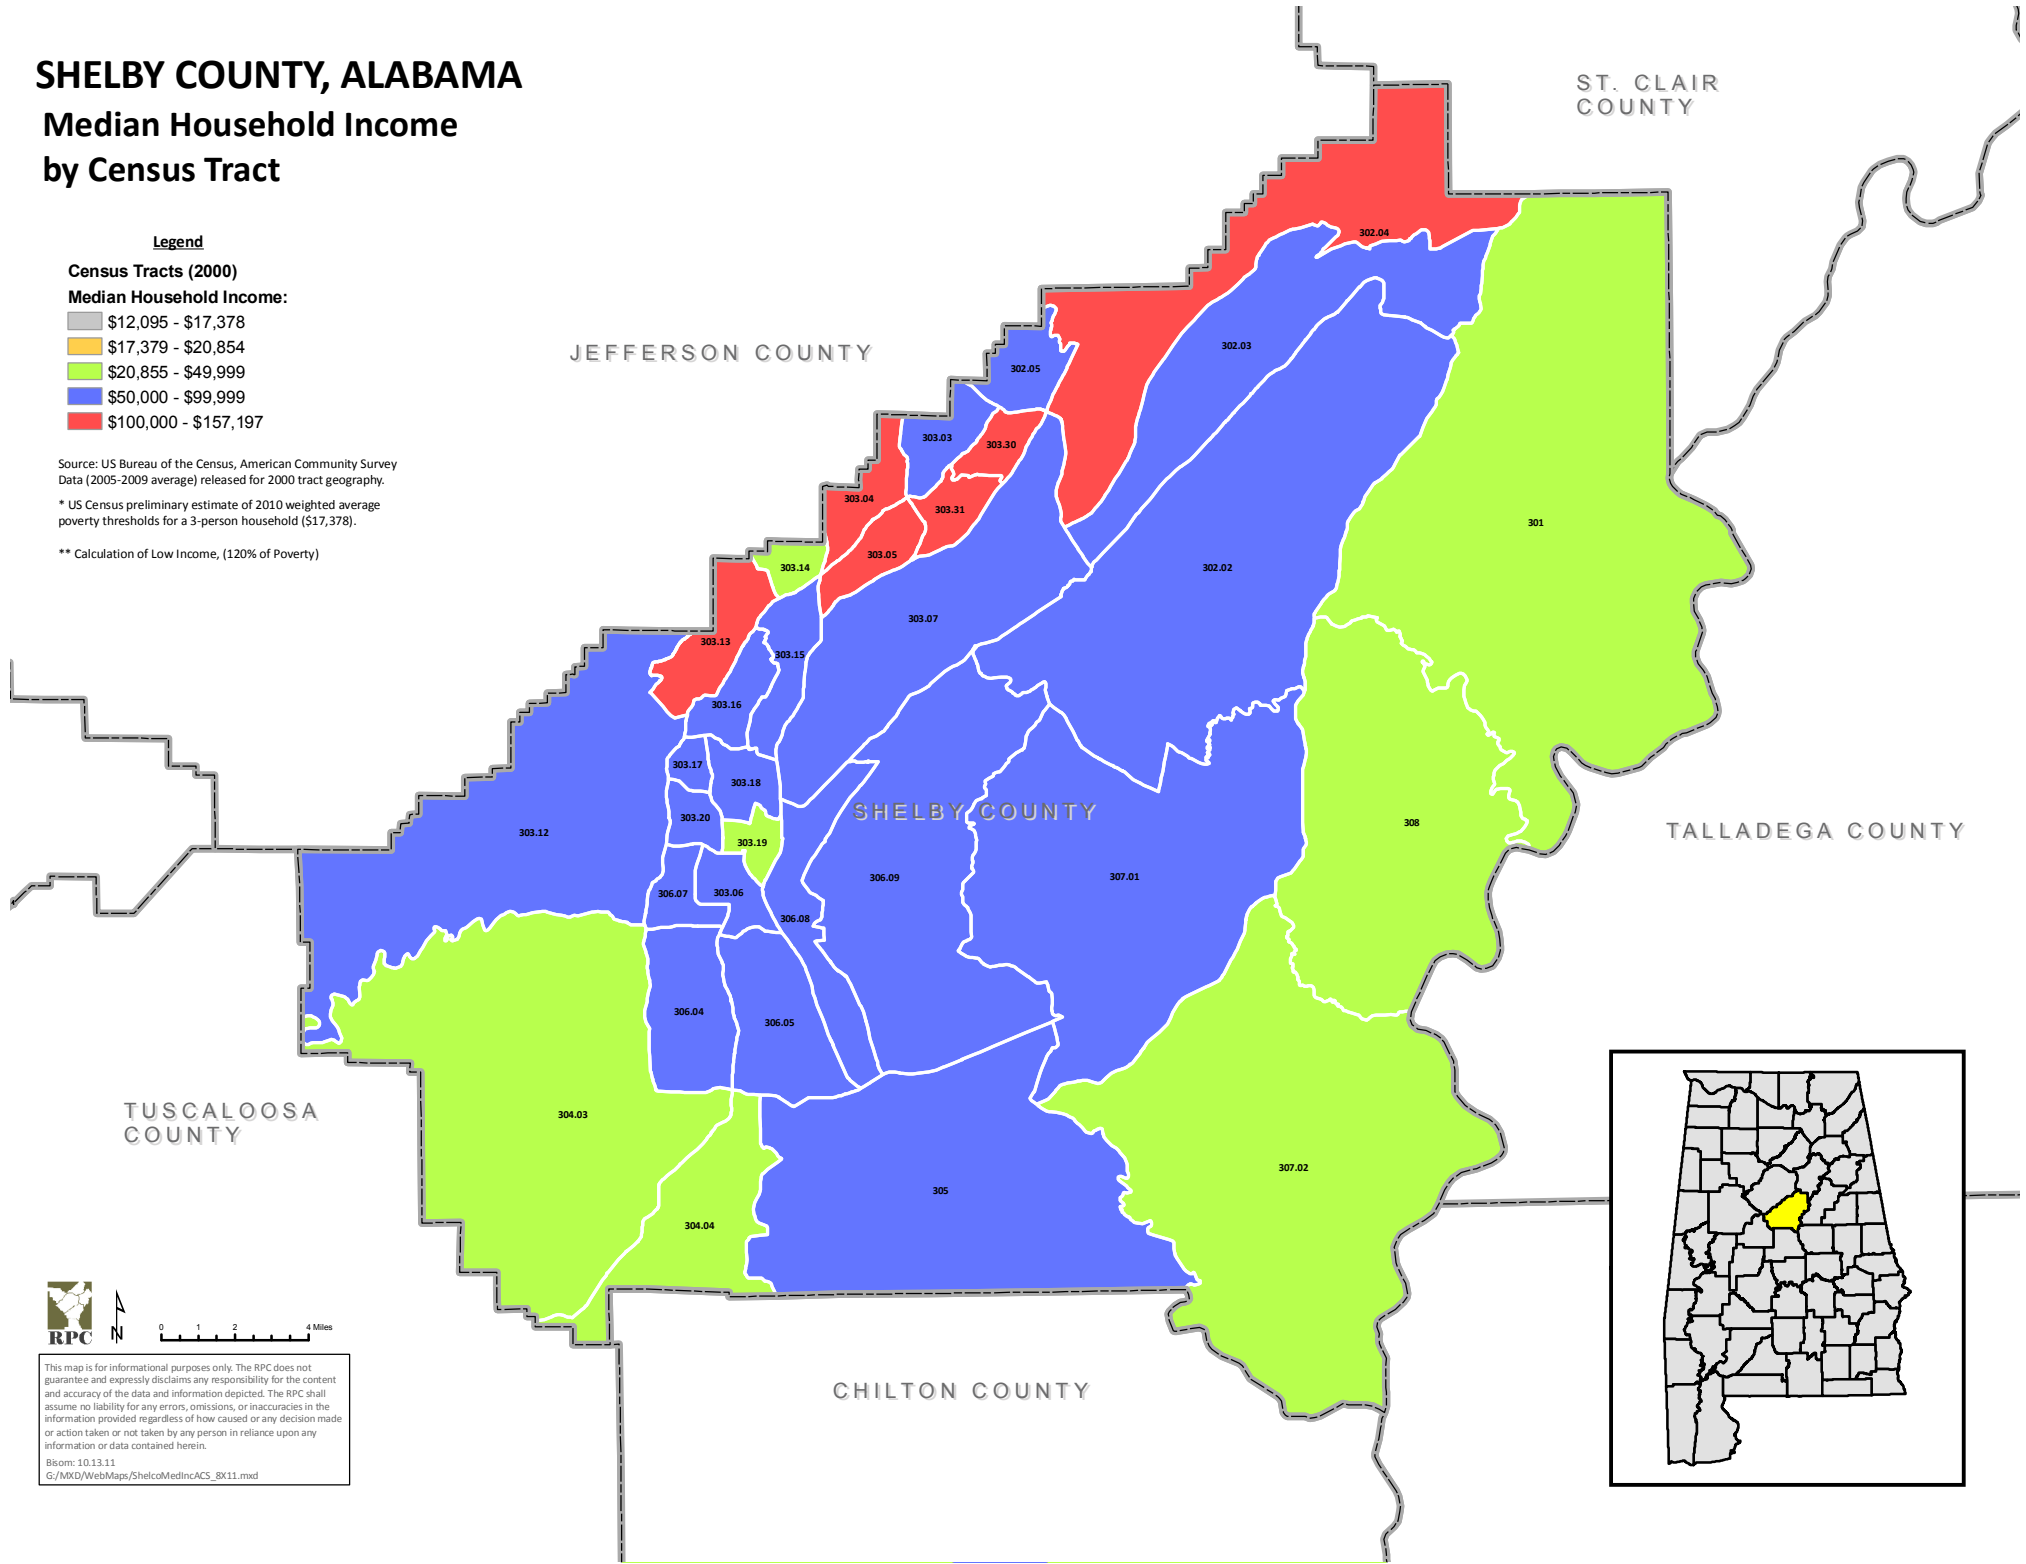 SHELBY COUNTY, ALABAMA
Median Household Income
by Census Tract
Legend
Census Tracts (2000)
Median Household Income:
$12,095 - $17,378
$17,379 - $20,854
$20,855 - $49,999
$50,000 - $99,999
$100,000 - $157,197
Source: US Bureau of the Census, American Community Survey
Data (2005-2009 average) released for 2000 tract geography.
* US Census preliminary estimate of 2010 weighted average
poverty thresholds for a 3-person household ($17,378).
** Calculation of Low Income, (120% of Poverty)
ST. CLAIR
COUNTY
JEFFERSON COUNTY
SHELBY COUNTY
TALLADEGA COUNTY
TUSCALOOSA
COUNTY
CHILTON COUNTY
302.04
302.03
302.05
303.03
303.30
303.04
303.31
301
303.05
303.14
302.02
303.07
303.13
303.15
303.16
303.17
303.18
303.20
308
303.12
303.19
306.09
307.01
306.07
303.06
306.08
306.04
306.05
304.03
307.02
305
304.04
RPC
N
0 1 2 4 Miles
This map is for informational purposes only. The RPC does not
guarantee and expressly disclaims any responsibility for the content
and accuracy of the data and information depicted. The RPC shall
assume no liability for any errors, omissions, or inaccuracies in the
information provided regardless of how caused or any decision made
or action taken or not taken by any person in reliance upon any
information or data contained herein.
Bisom: 10.13.11
G:/MXD/WebMaps/ShelcoMedIncACS_8X11.mxd